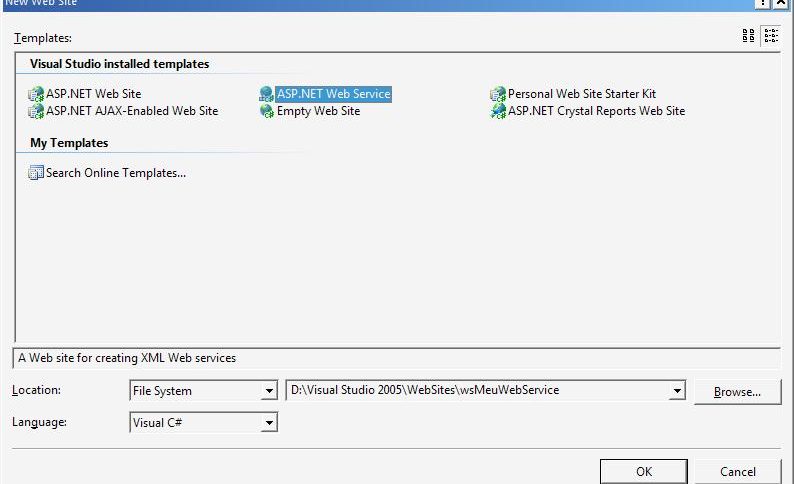 New Web Site
Templates:
Visual Studio installed templates
ASP.NET Web Site ASP.NET Web Service Personal Web Site Starter Kit
ASP.NET AJAX-Enabled Web Site Empty Web Site ASP.NET Crystal Reports Web Site
My Templates
Search Online Templates...
A Web site for creating XML Web services
Location: File System D:\Visual Studio 2005\WebSites\wsMeuWebService Browse...
Language: Visual C#
OK Cancel